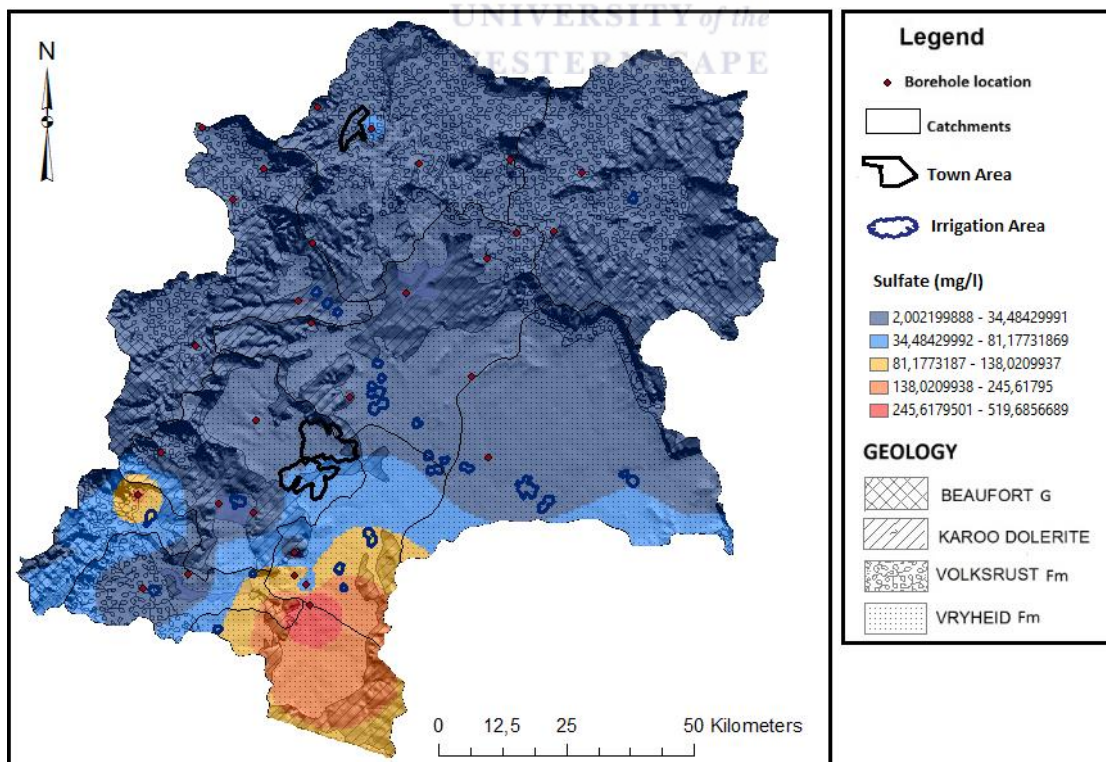 UNIVERSITY of the
WESTERN CAPE
N
0 12,5 25 50 Kilometers
Legend
Borehole location
Catchments
Town Area
Irrigation Area
Sulfate (mg/l)
2,002199888 - 34,48429991
34,48429992 - 81,17731869
81,1773187 - 138,0209937
138,0209938 - 245,61795
245,6179501 - 519,6856689
GEOLOGY
BEAUFORT G
KAROO DOLERITE
VOLKSRUST Fm
VRYHEID Fm